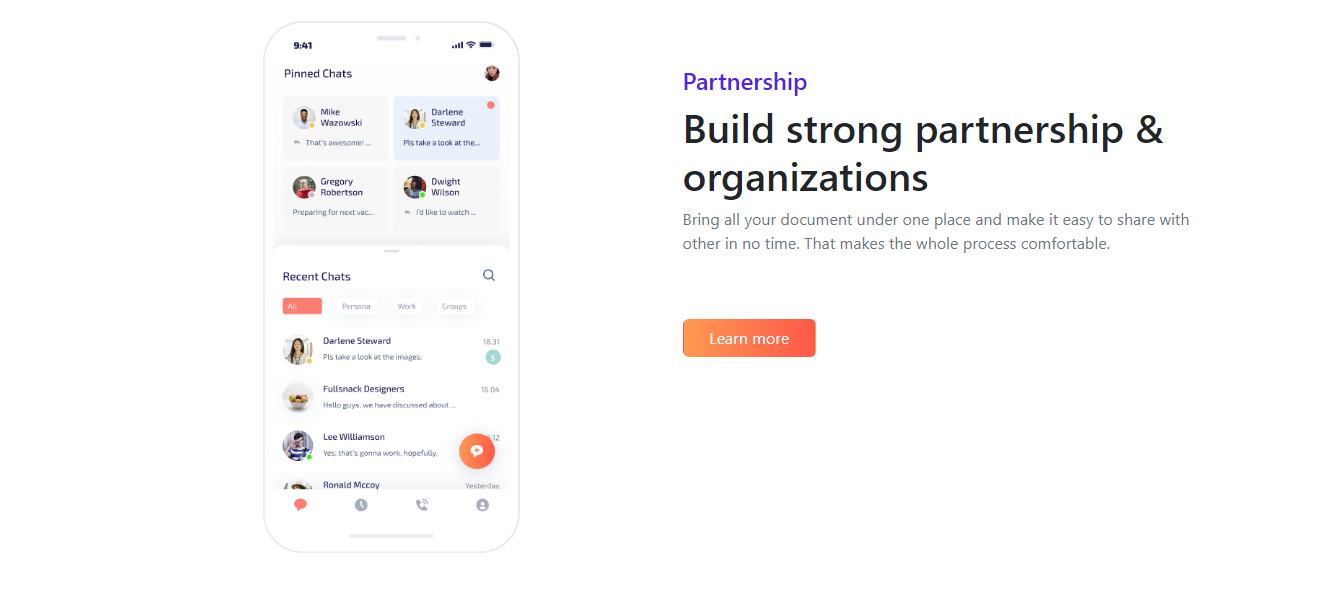 9:41
Pinned Chats
Mike
Wazowski
That's awesome! ...
Darlene
Steward
Pls take a look at the...
Gregory
Robertson
Preparing for next vac...
Dwight
Wilson
I'd like to watch ...
Recent Chats
All Persona Work Groups
Darlene Steward 18.31
Pls take a look at the images. S
Fullsnack Designers 16.04
Hello guys, we have discussed about ...
Lee Williamson
Yes, that's gonna work, hopefully.
Ronald Mccoy Yesterday
Partnership
Build strong partnership &
organizations
Bring all your document under one place and make it easy to share with
other in no time. That makes the whole process comfortable.
Learn more